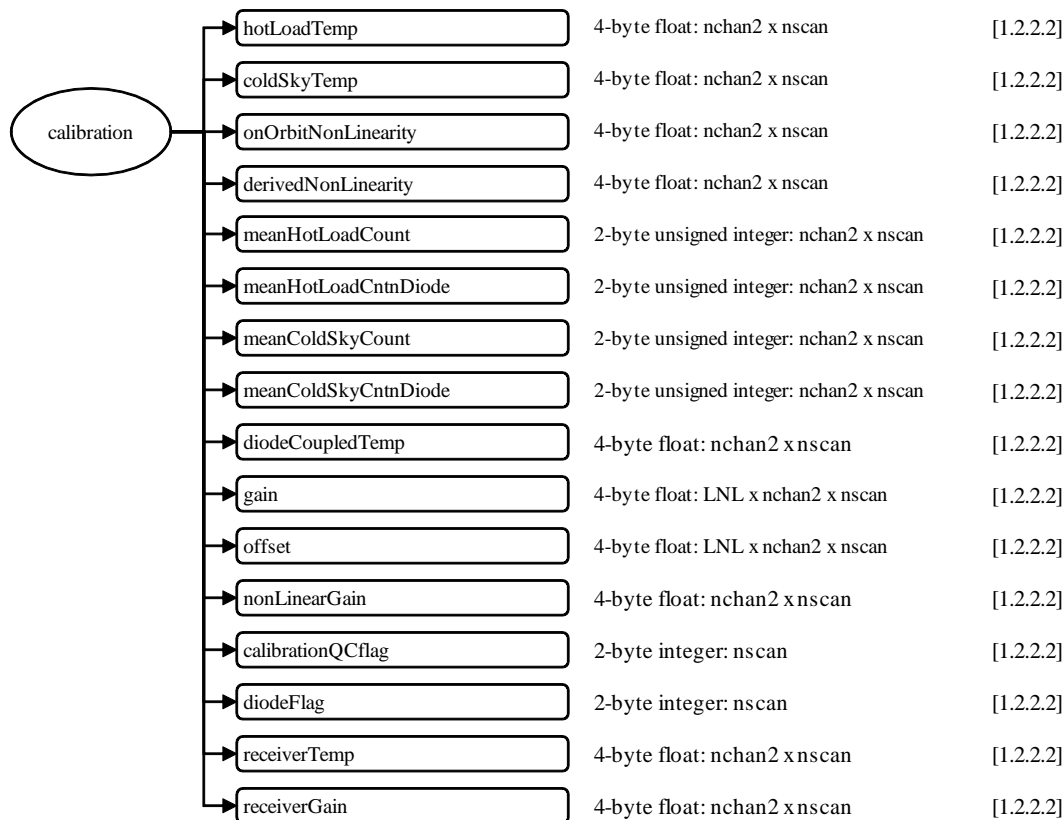 hotLoadTemp 4-byte float: nchan2 x nscan [1.2.2.2]
coldSkyTemp 4-byte float: nchan2 x nscan [1.2.2.2]
calibration onOrbitNonLinearity 4-byte float: nchan2 x nscan [1.2.2.2]
derivedNonLinearity 4-byte float: nchan2 x nscan [1.2.2.2]
meanHotLoadCount 2-byte unsigned integer: nchan2 x nscan [1.2.2.2]
meanHotLoadCntnDiode 2-byte unsigned integer: nchan2 x nscan [1.2.2.2]
meanColdSkyCount 2-byte unsigned integer: nchan2 x nscan [1.2.2.2]
meanColdSkyCntnDiode 2-byte unsigned integer: nchan2 x nscan [1.2.2.2]
diodeCoupledTemp 4-byte float: nchan2 x nscan [1.2.2.2]
gain 4-byte float: LNL x nchan2 x nscan [1.2.2.2]
offset 4-byte float: LNL x nchan2 x nscan [1.2.2.2]
nonLinearGain 4-byte float: nchan2 x nscan [1.2.2.2]
calibrationQCflag 2-byte integer: nscan [1.2.2.2]
diodeFlag 2-byte integer: nscan [1.2.2.2]
receiverTemp 4-byte float: nchan2 x nscan [1.2.2.2]
receiverGain 4-byte float: nchan2 x nscan [1.2.2.2]